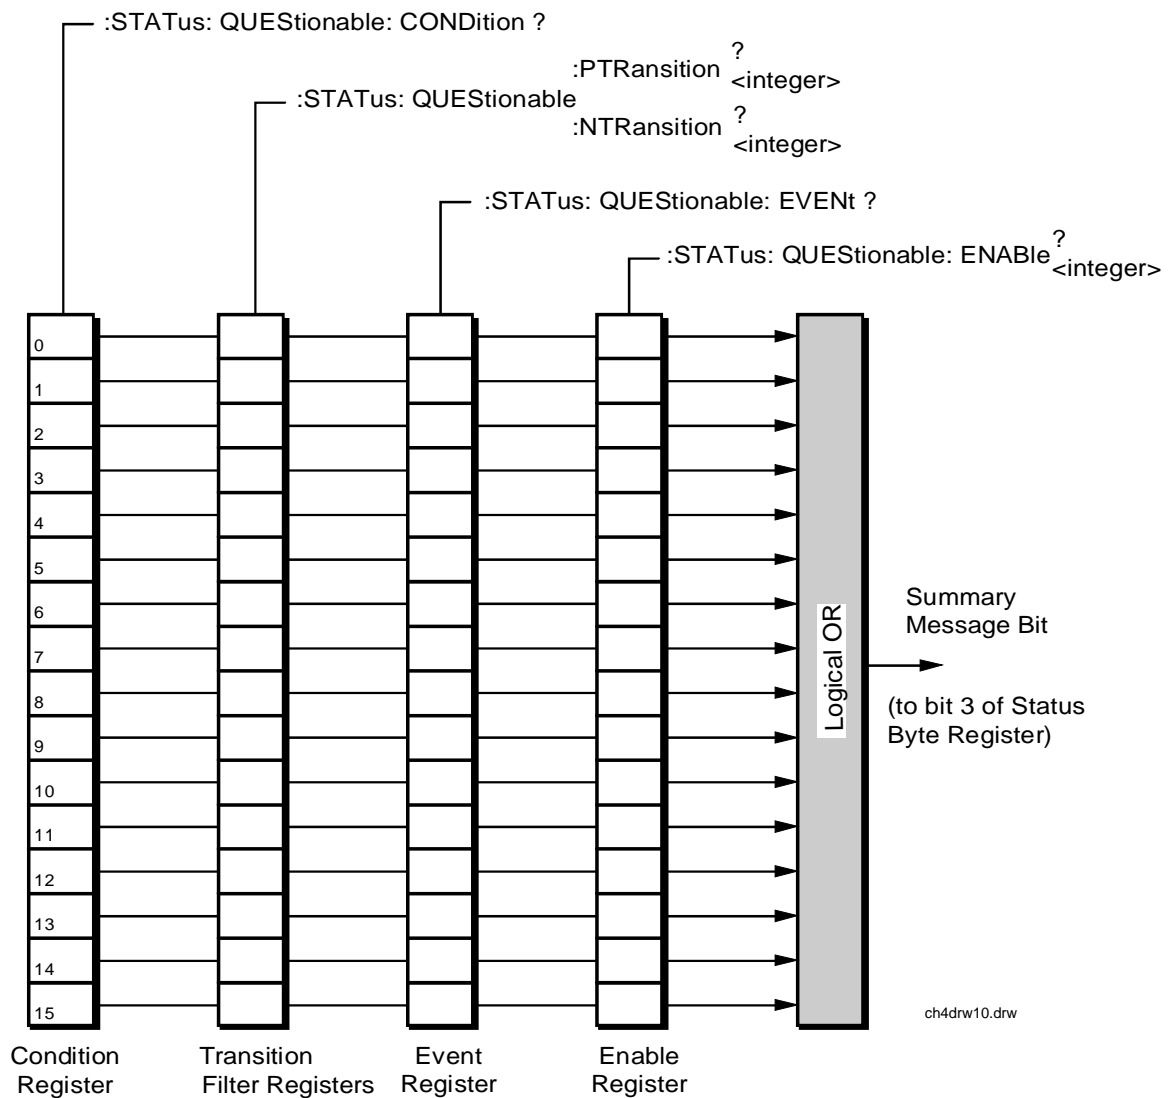 :STATus: QUEStionable: CONDition ?
:STATus: QUEStionable
:PTRansition ? <integer>
:NTRansition ? <integer>
:STATus: QUEStionable: EVENt ?
:STATus: QUEStionable: ENABle ? <integer>
0
1
2
3
4
5
6
7
8
9
10
11
12
13
14
15
Logical OR
Summary
Message Bit
(to bit 3 of Status
Byte Register)
ch4drw10.drw
Condition
Register
Transition
Filter Registers
Event
Register
Enable
Register